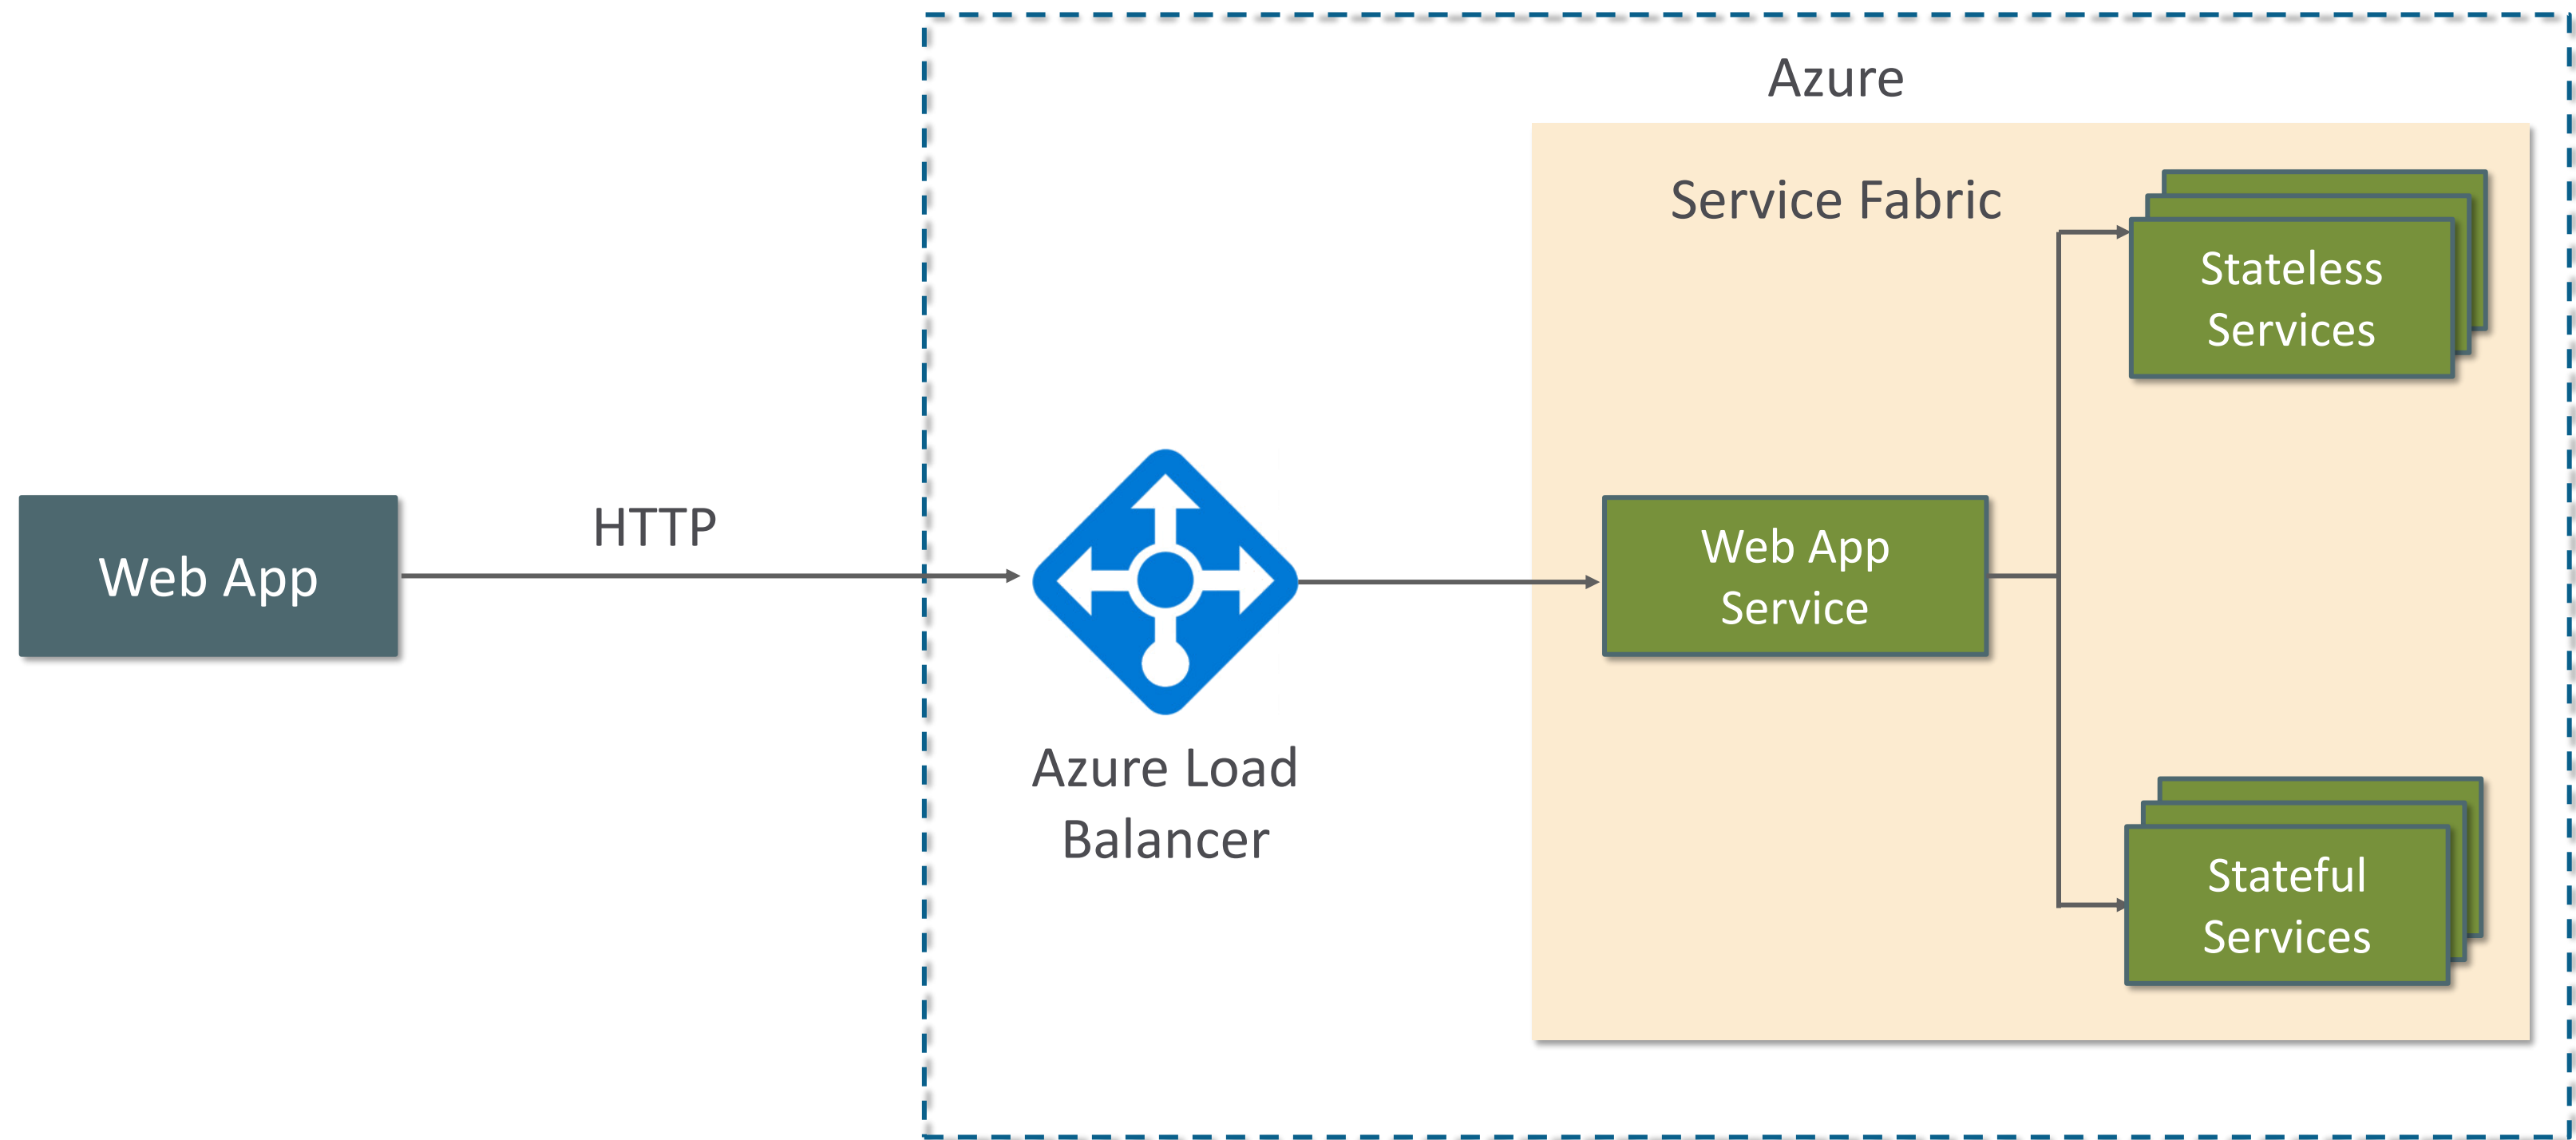 Azure
Service Fabric
Stateless
Services
Web App
HTTP
Web App
Service
Azure Load
Balancer
Stateful
Services